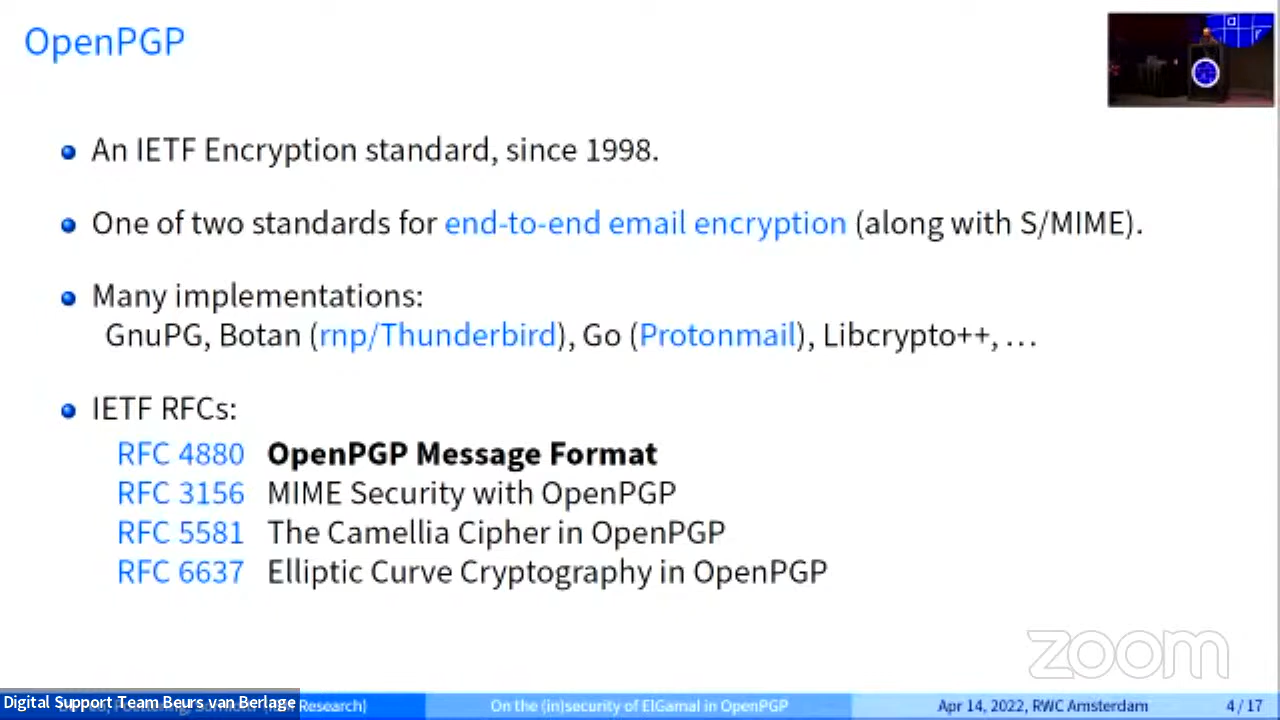 OpenPGP
An IETF Encryption standard, since 1998.
One of two standards for end-to-end email encryption (along with S/MIME).
Many implementations:
GnuPG, Botan (rnp/Thunderbird), Go (Protonmail), Libcrypto++, …
IETF RFCs:
RFC 4880 OpenPGP Message Format
RFC 3156 MIME Security with OpenPGP
RFC 5581 The Camellia Cipher in OpenPGP
RFC 6637 Elliptic Curve Cryptography in OpenPGP
zoom
Digital Support Team Beurs van Berlage
Research) On the (in)security of ElGamal in OpenPGP Apr 14, 2022, RWC Amsterdam 4 / 17